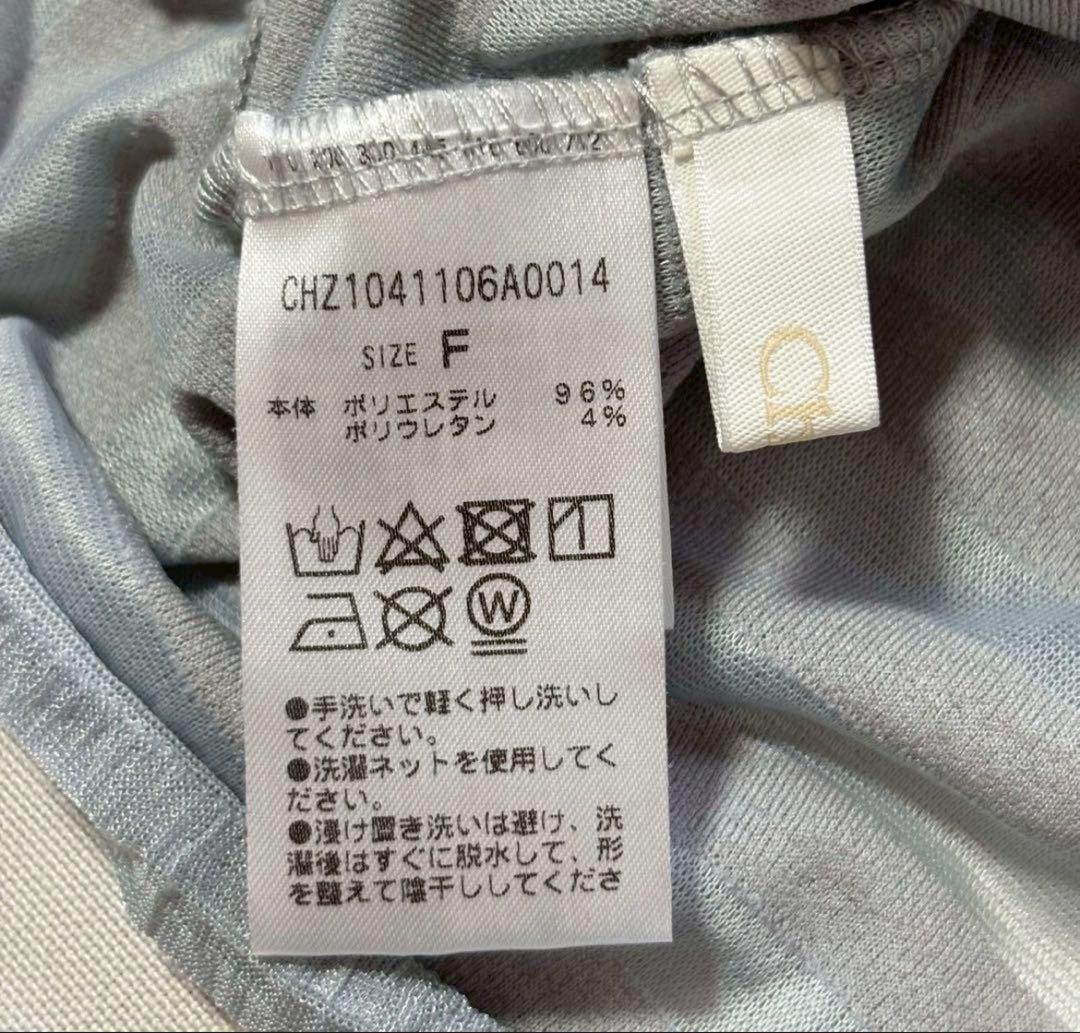 CHZ1041106A0014
SIZE F
本体 ポリエステル 96%
ポリウレタン 4%
W
●手洗いで軽く押し洗いし
てください。
●洗濯ネットを使用してく
ださい。
●浸け置き洗いは避け、洗
濯後はすぐに脱水して、形
を整えて陰干ししてくださ
Ch